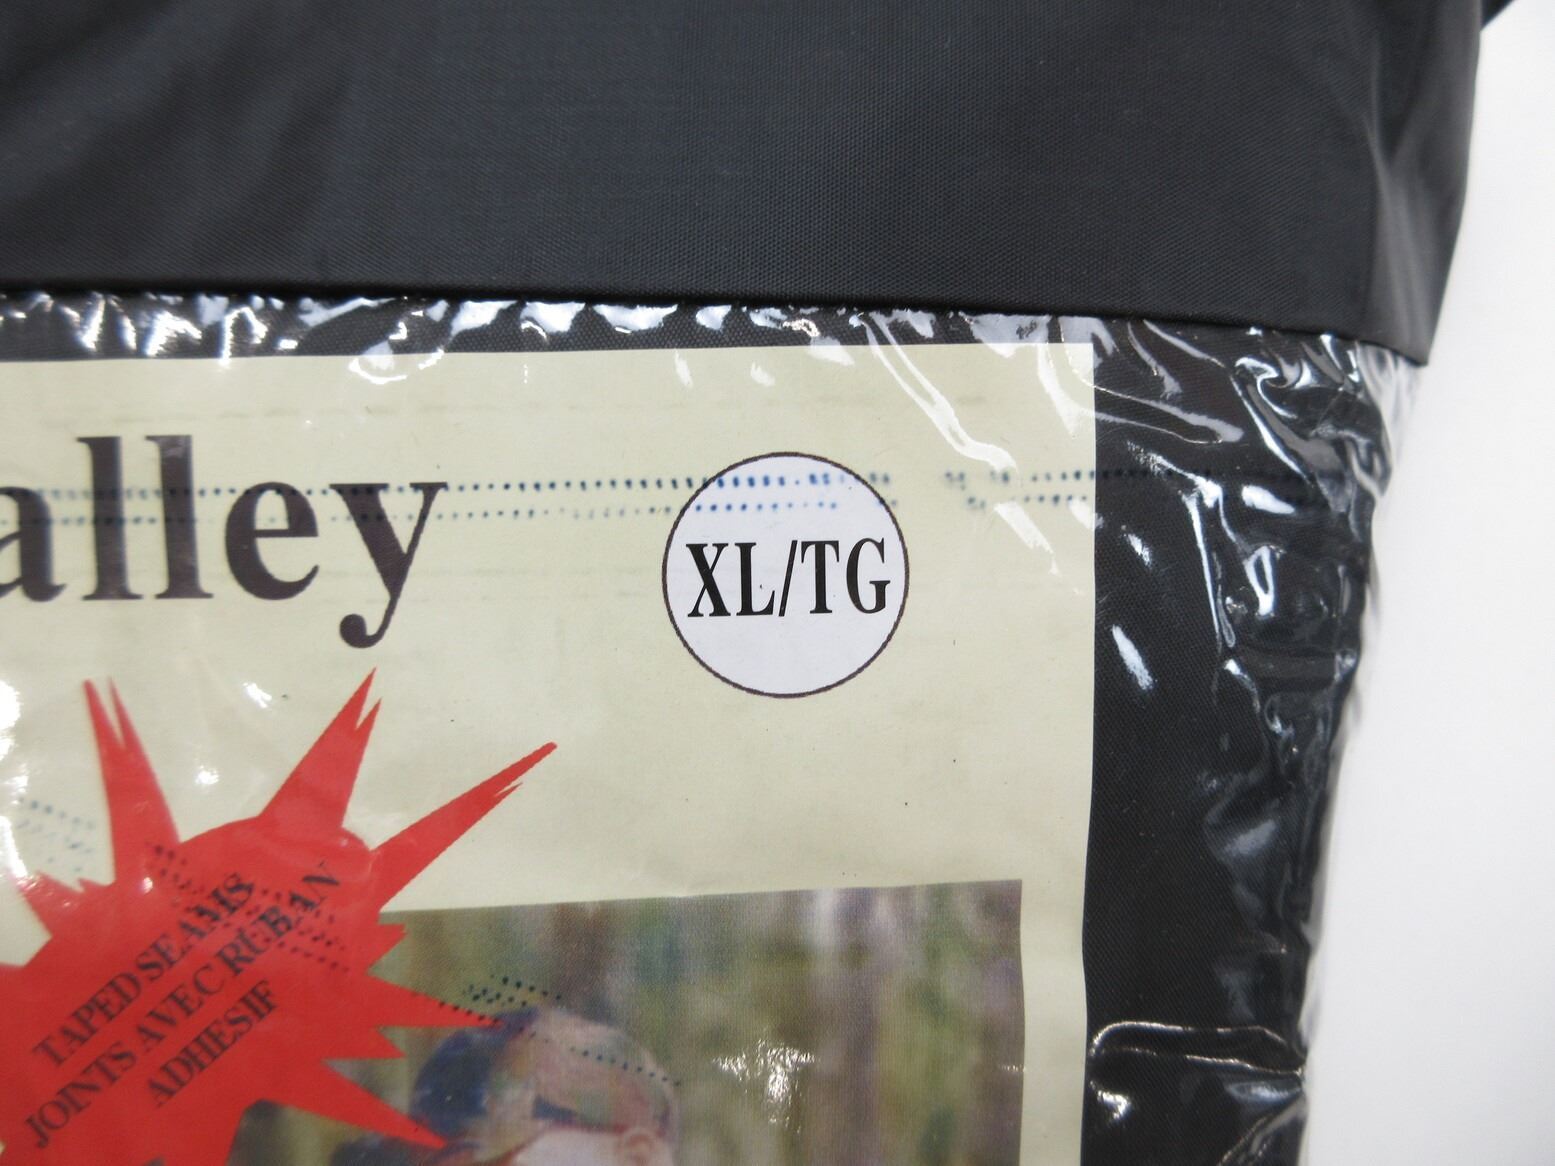 alley
XL/TG
TAPED SEAMS
JOINTS AVEC RUBAN
ADHESIF